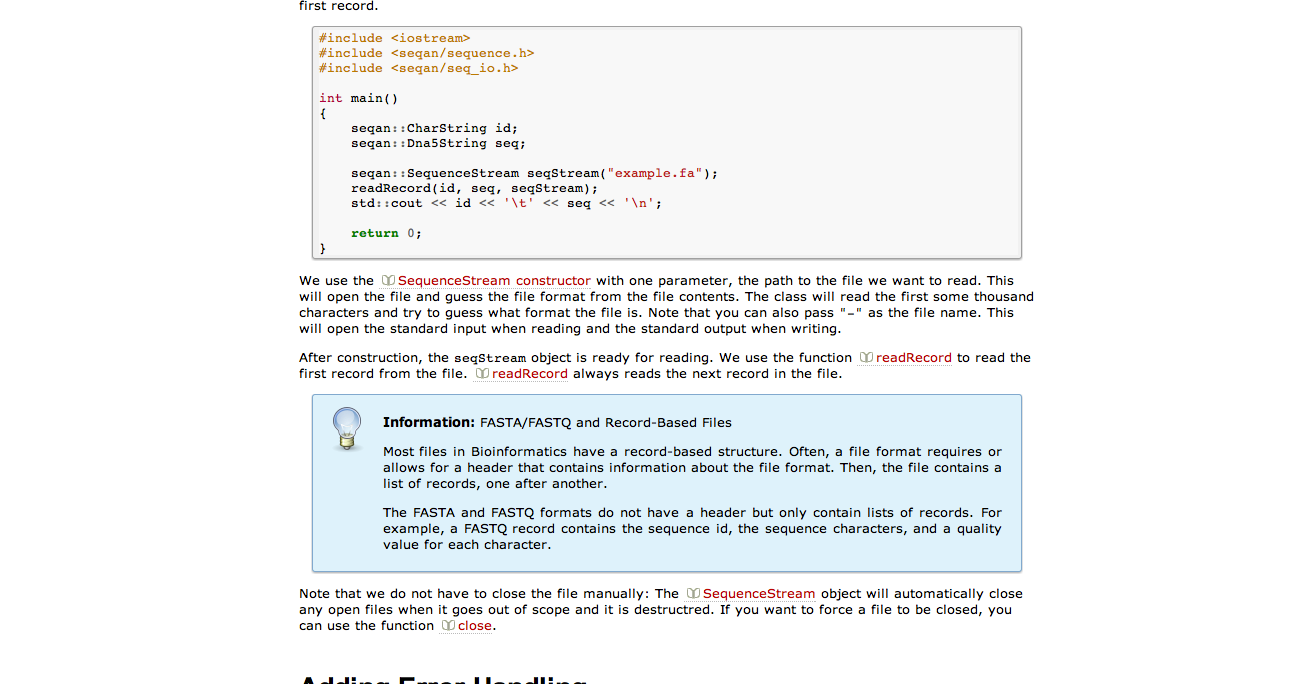 first record.
#include <iostream>
#include <seqan/sequence.h>
#include <seqan/seq_io.h>
int main()
{
    seqan::CharString id;
    seqan::Dna5String seq;
    seqan::SequenceStream seqStream("example.fa");
    readRecord(id, seq, seqStream);
    std::cout << id << '\t' << seq << '\n';
    return 0;
}
We use the SequenceStream constructor with one parameter, the path to the file we want to read. This
will open the file and guess the file format from the file contents. The class will read the first some thousand
characters and try to guess what format the file is. Note that you can also pass "-" as the file name. This
will open the standard input when reading and the standard output when writing.
After construction, the seqStream object is ready for reading. We use the function readRecord to read the
first record from the file. readRecord always reads the next record in the file.
Information: FASTA/FASTQ and Record-Based Files
Most files in Bioinformatics have a record-based structure. Often, a file format requires or
allows for a header that contains information about the file format. Then, the file contains a
list of records, one after another.
The FASTA and FASTQ formats do not have a header but only contain lists of records. For
example, a FASTQ record contains the sequence id, the sequence characters, and a quality
value for each character.
Note that we do not have to close the file manually: The SequenceStream object will automatically close
any open files when it goes out of scope and it is destructred. If you want to force a file to be closed, you
can use the function close.
Adding Error Handling